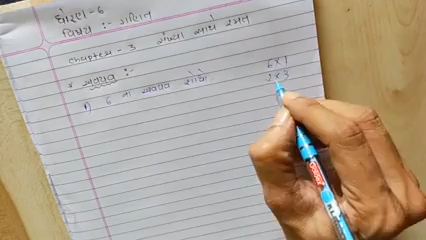 ધોરણ-6
વિષય : ગણિત
chapter - 3 સંખ્યા સાથે રમત
* અવયવ :-
1) 6 ના અવયવ શોધો.
6 x 1
2 x 3